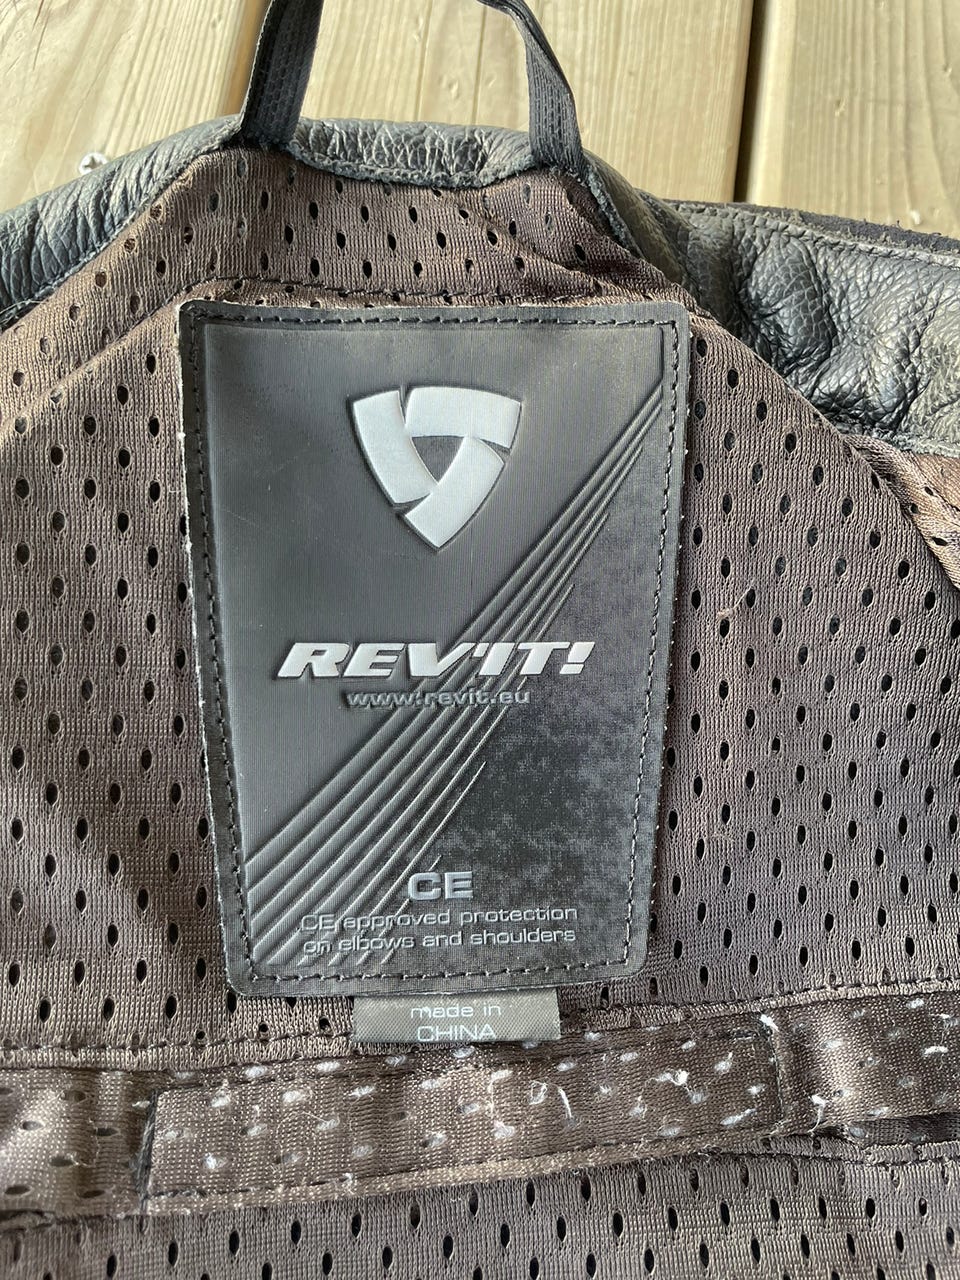 REV'IT!
www.revit.eu
CE
CE approved protection
on elbows and shoulders
made in
CHINA